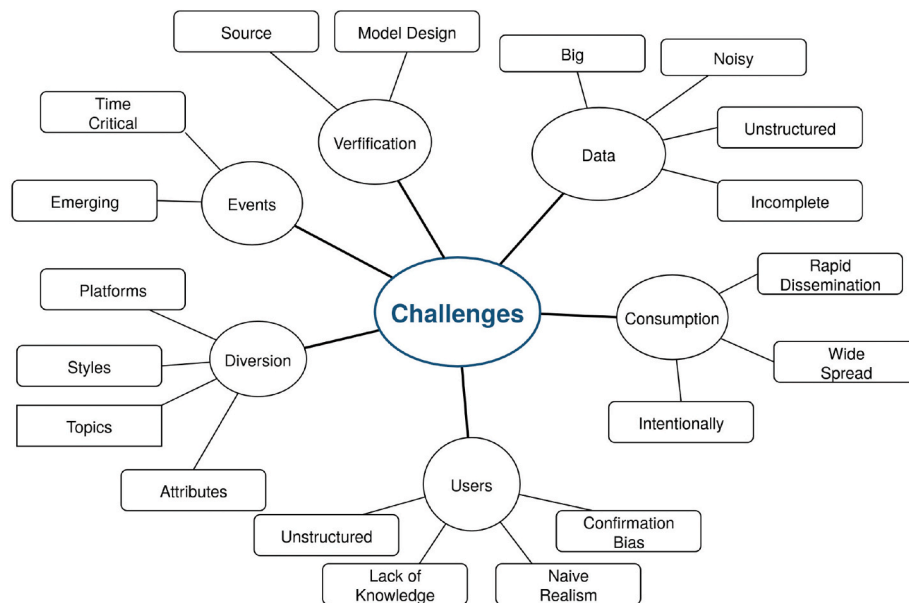 Source
Model Design
Big
Noisy
Time
Critical
Verfification
Data
Unstructured
Emerging
Events
Incomplete
Platforms
Challenges
Consumption
Rapid
Dissemination
Styles
Diversion
Wide
Spread
Topics
Intentionally
Attributes
Users
Unstructured
Confirmation
Bias
Lack of
Knowledge
Naive
Realism